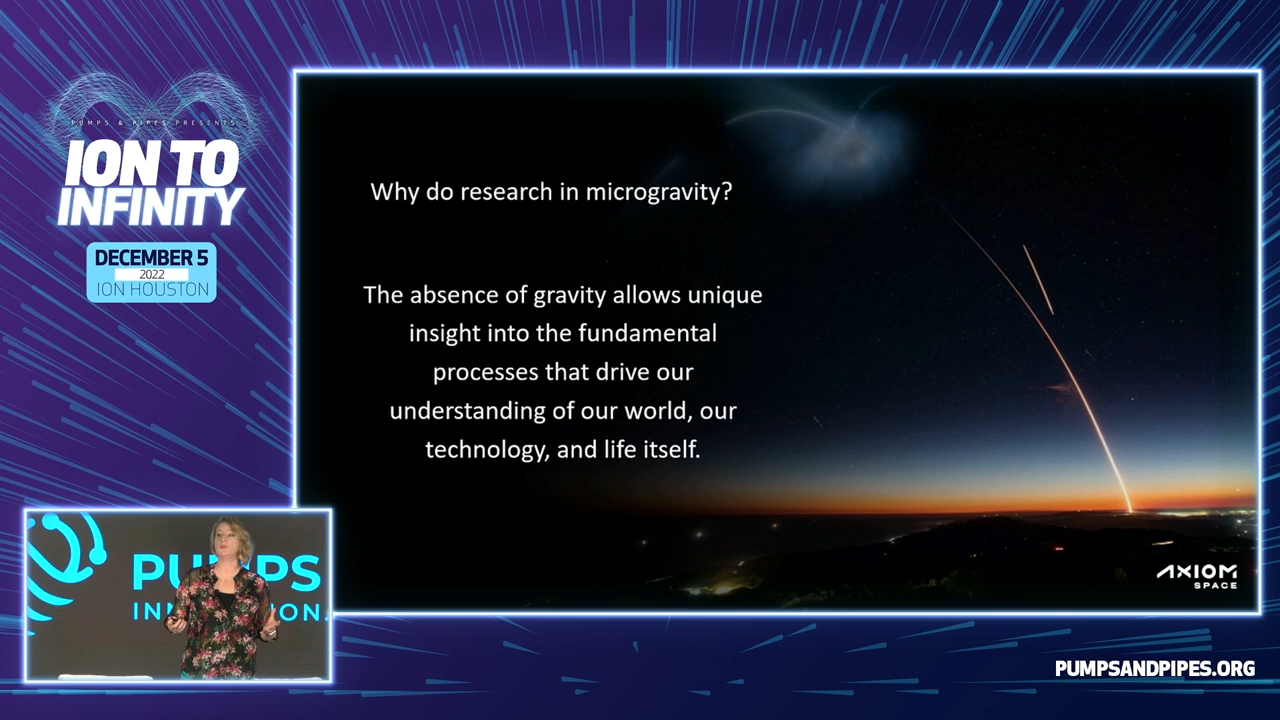 PUMPS & PIPES PRESENTS
ION TO
INFINITY
DECEMBER 5
2022
ION HOUSTON
Why do research in microgravity?
The absence of gravity allows unique
insight into the fundamental
processes that drive our
understanding of our world, our
technology, and life itself.
AXIOM
SPACE
PUMPS
INN ION
PUMPSANDPIPES.ORG